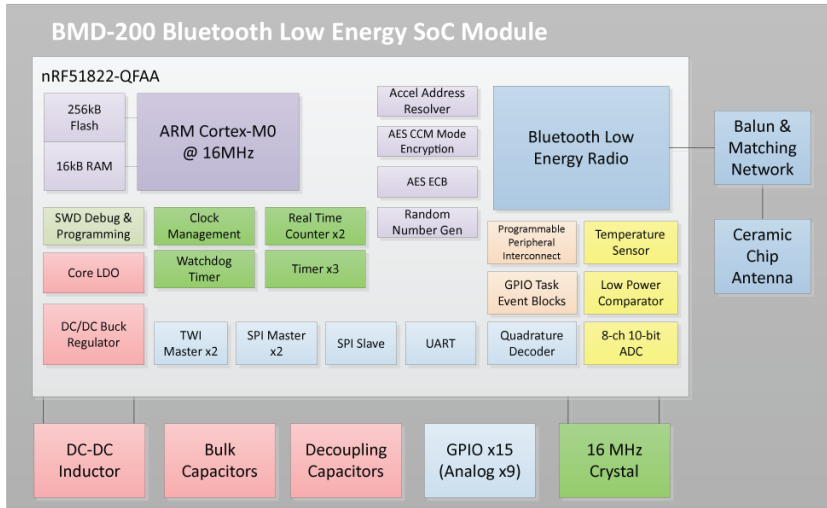 BMD-200 Bluetooth Low Energy SoC Module
nRF51822-QFAA
256kB
Flash
16kB RAM
ARM Cortex-M0
@ 16MHz
Accel Address
Resolver
AES CCM Mode
Encryption
AES ECB
Random
Number Gen
Bluetooth Low
Energy Radio
Balun &
Matching
Network
Ceramic
Chip
Antenna
SWD Debug &
Programming
Clock
Management
Real Time
Counter x2
Core LDO
Watchdog
Timer
Timer x3
Programmable
Peripheral
Interconnect
Temperature
Sensor
GPIO Task
Event Blocks
Low Power
Comparator
DC/DC Buck
Regulator
TWI
Master x2
SPI Master
x2
SPI Slave
UART
Quadrature
Decoder
8-ch 10-bit
ADC
DC-DC
Inductor
Bulk
Capacitors
Decoupling
Capacitors
GPIO x15
(Analog x9)
16 MHz
Crystal